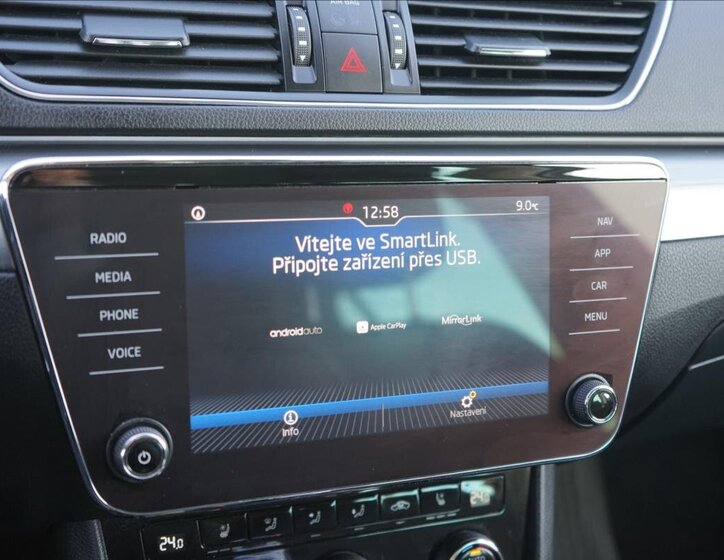 AIR BAG
12:58
9.0°C
RADIO
MEDIA
PHONE
VOICE
Vítejte ve SmartLink.
Připojte zařízení přes USB.
androidauto
Apple CarPlay
MirrorLink
Info
Nastavení
NAV
APP
CAR
MENU
24.0